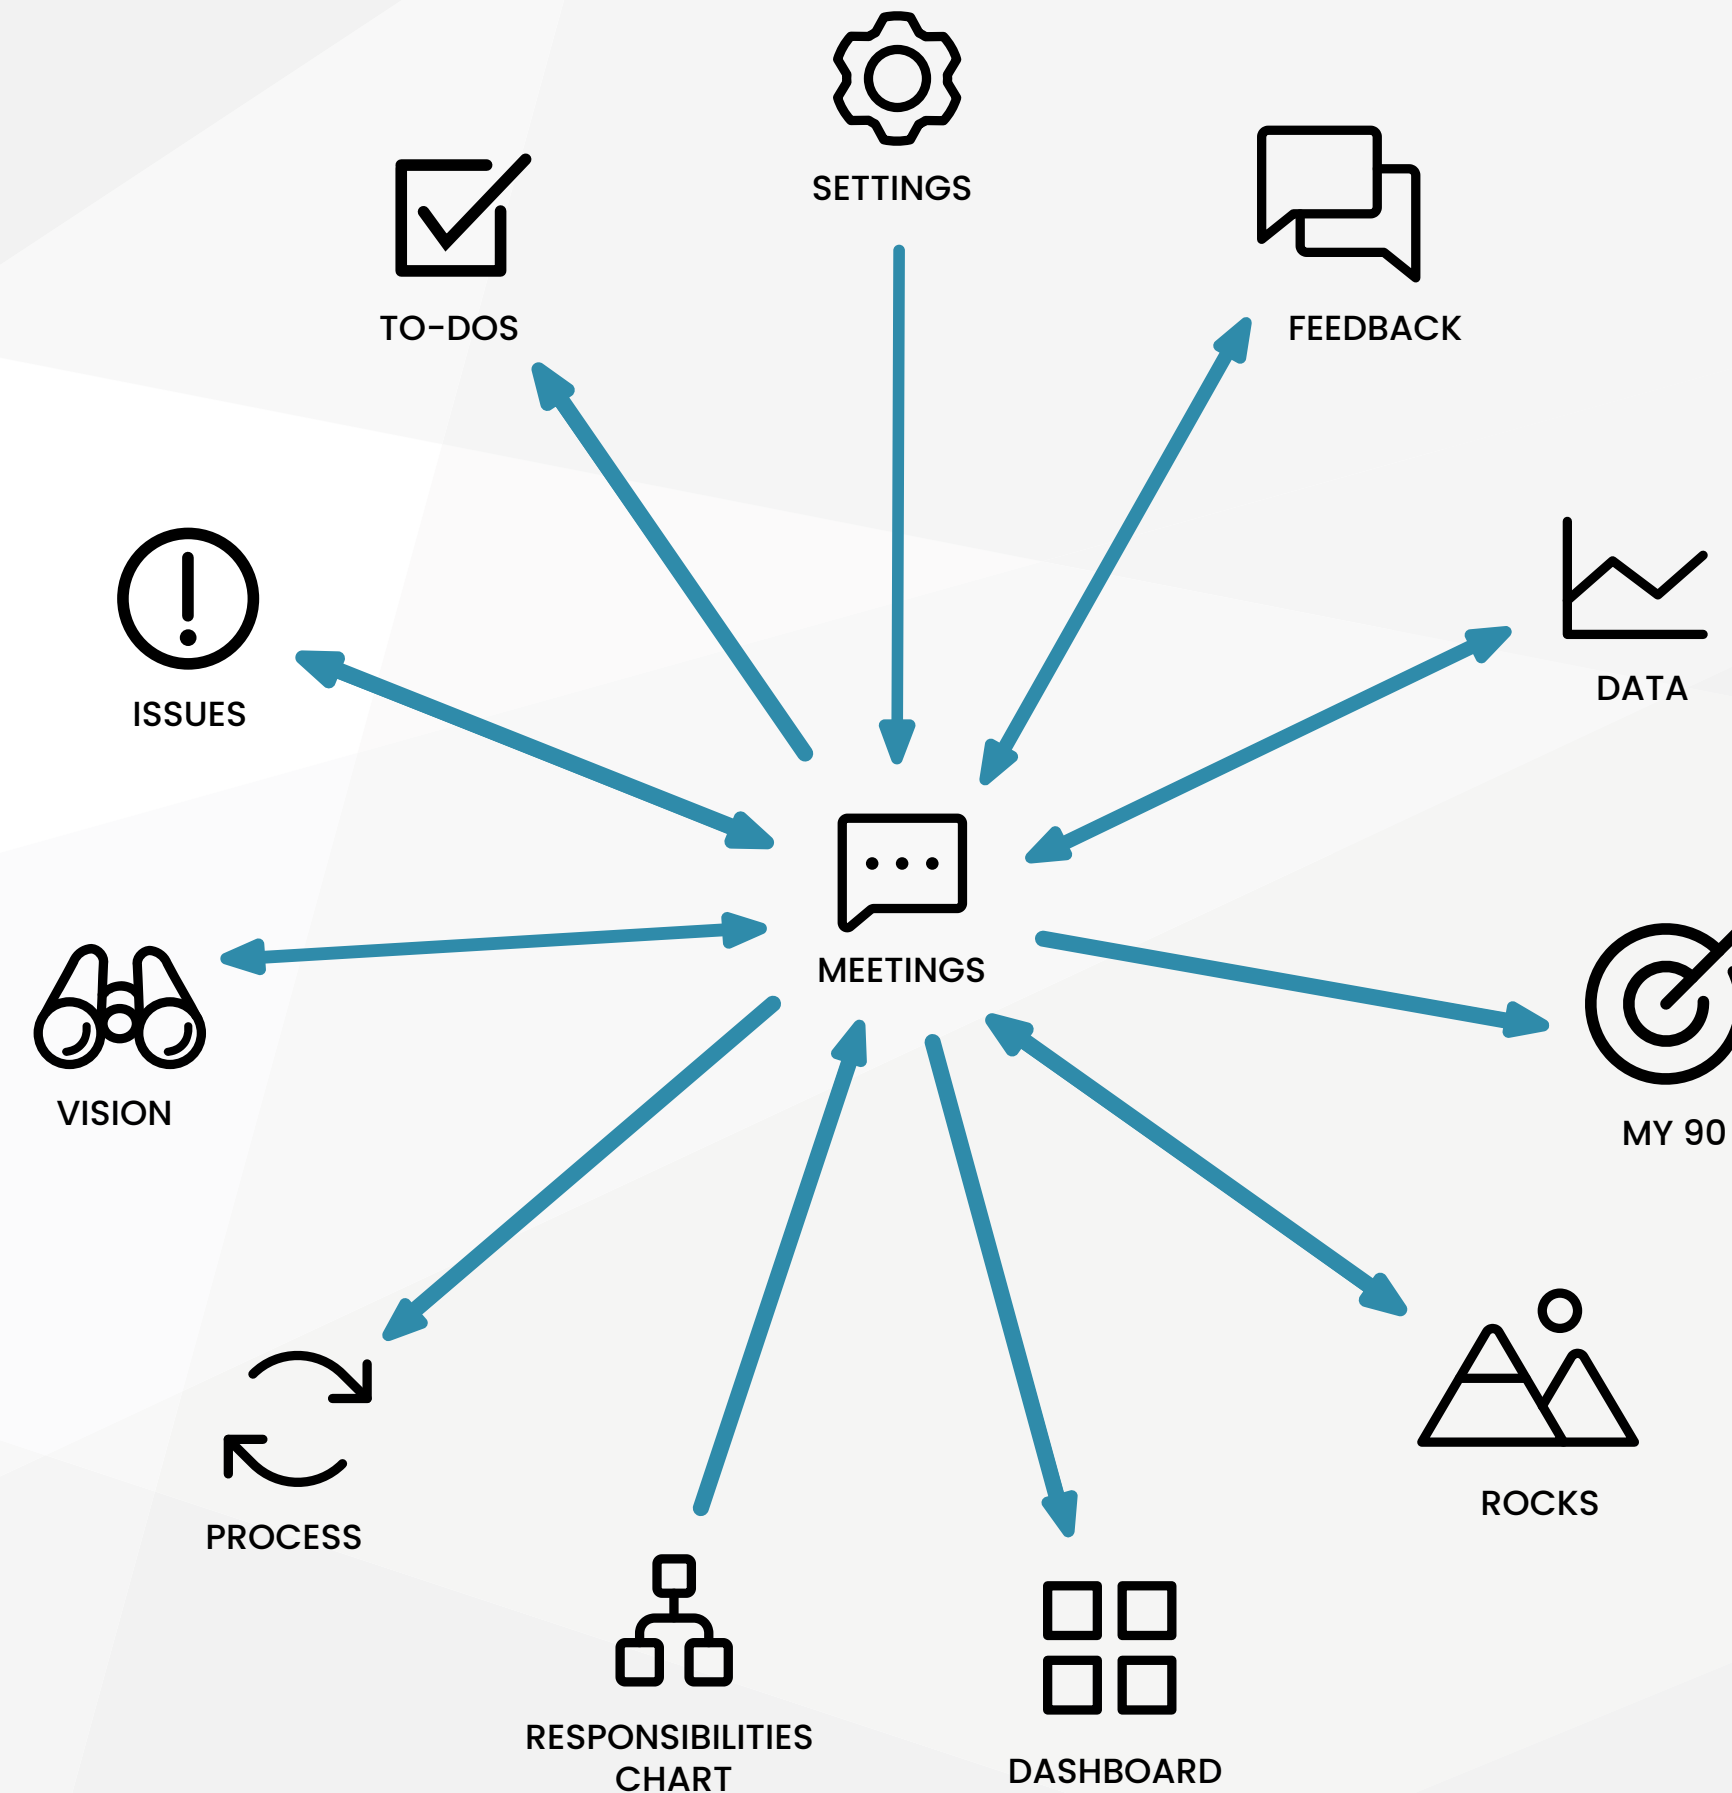 SETTINGS
TO-DOS
FEEDBACK
ISSUES
DATA
MEETINGS
VISION
MY 90
ROCKS
PROCESS
RESPONSIBILITIES
CHART
DASHBOARD